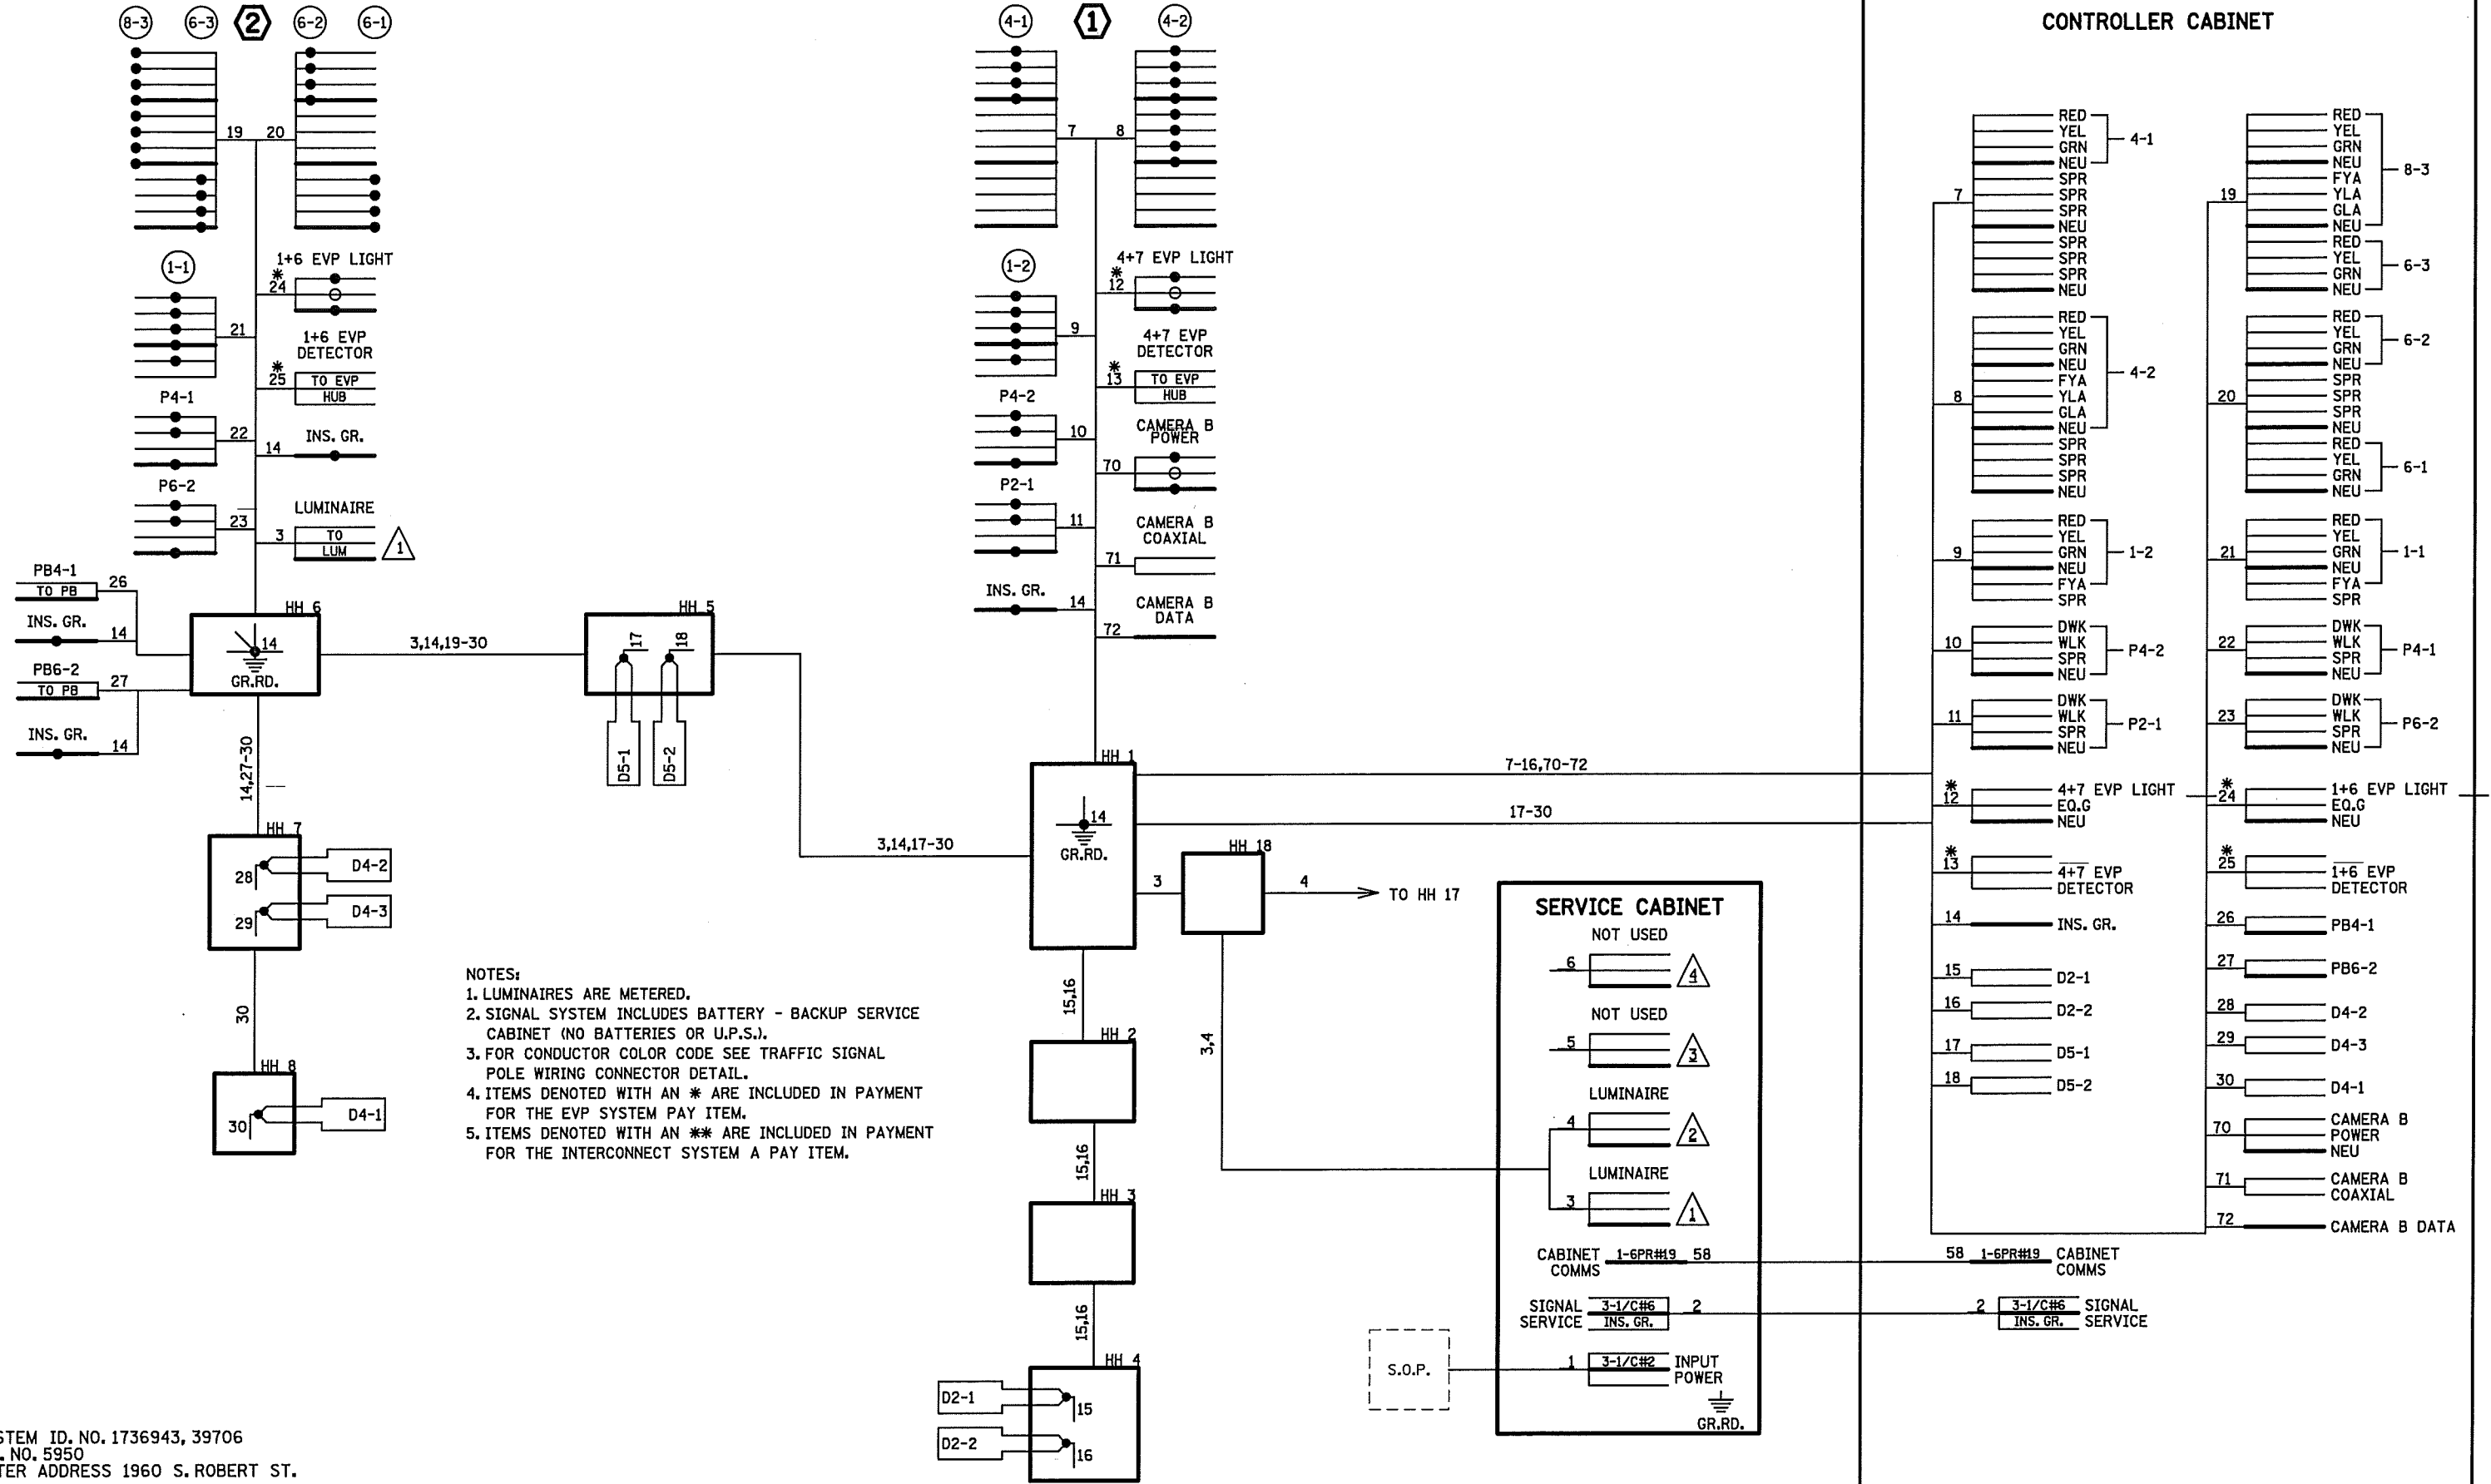 8-3
6-3
2
6-2
6-1
19
20
1-1
21
1+6 EVP LIGHT
*
24
1+6 EVP
DETECTOR
*
25
TO EVP
HUB
P4-1
22
INS. GR.
14
P6-2
23
LUMINAIRE
3
TO
LUM
1
PB4-1
26
TO PB
INS. GR.
14
PB6-2
27
TO PB
INS. GR.
14
HH 6
14
GR.RD.
3,14,19-30
HH 5
17
18
D5-1
D5-2
14,27-30
HH 7
28
D4-2
29
D4-3
30
HH 8
30
D4-1
4-1
1
4-2
7
8
1-2
9
4+7 EVP LIGHT
*
12
4+7 EVP
DETECTOR
*
13
TO EVP
HUB
P4-2
10
CAMERA B
POWER
70
P2-1
11
CAMERA B
COAXIAL
71
INS. GR.
14
CAMERA B
DATA
72
HH 1
14
GR.RD.
7-16,70-72
17-30
3,14,17-30
3
HH 18
4
TO HH 17
3,4
15,16
HH 2
15,16
HH 3
15,16
HH 4
D2-1
15
D2-2
16
NOTES:
1. LUMINAIRES ARE METERED.
2. SIGNAL SYSTEM INCLUDES BATTERY - BACKUP SERVICE
CABINET (NO BATTERIES OR U.P.S.).
3. FOR CONDUCTOR COLOR CODE SEE TRAFFIC SIGNAL
POLE WIRING CONNECTOR DETAIL.
4. ITEMS DENOTED WITH AN * ARE INCLUDED IN PAYMENT
FOR THE EVP SYSTEM PAY ITEM.
5. ITEMS DENOTED WITH AN ** ARE INCLUDED IN PAYMENT
FOR THE INTERCONNECT SYSTEM A PAY ITEM.
SERVICE CABINET
NOT USED
6
4
NOT USED
5
3
LUMINAIRE
4
2
LUMINAIRE
3
1
CABINET 1-6PR#19 58
COMMS
SIGNAL 3-1/C#6 2
SERVICE INS. GR.
S.O.P.
1 3-1/C#2 INPUT
POWER
GR.RD.
CONTROLLER CABINET
7
RED
YEL
GRN
NEU
4-1
SPR
SPR
SPR
NEU
SPR
SPR
SPR
NEU
8
RED
YEL
GRN
NEU
FYA
YLA
GLA
NEU
4-2
SPR
SPR
SPR
NEU
9
RED
YEL
GRN
NEU
FYA
1-2
SPR
10
DWK
WLK
SPR
NEU
P4-2
11
DWK
WLK
SPR
NEU
P2-1
*
12
4+7 EVP LIGHT
EQ.G
NEU
*
13
4+7 EVP
DETECTOR
14 INS. GR.
15 D2-1
16 D2-2
17 D5-1
18 D5-2
19
RED
YEL
GRN
NEU
FYA
YLA
GLA
NEU
8-3
RED
YEL
GRN
NEU
6-3
20
RED
YEL
GRN
NEU
6-2
SPR
SPR
SPR
NEU
RED
YEL
GRN
NEU
6-1
21
RED
YEL
GRN
NEU
FYA
1-1
SPR
22
DWK
WLK
SPR
NEU
P4-1
23
DWK
WLK
SPR
NEU
P6-2
*
24
1+6 EVP LIGHT
EQ.G
NEU
*
25
1+6 EVP
DETECTOR
26 PB4-1
27 PB6-2
28 D4-2
29 D4-3
30 D4-1
70
CAMERA B
POWER
NEU
71
CAMERA B
COAXIAL
72 CAMERA B DATA
58 1-6PR#19 CABINET
COMMS
2 3-1/C#6 SIGNAL
INS. GR. SERVICE
STEM ID. NO. 1736943, 39706
. NO. 5950
TER ADDRESS 1960 S. ROBERT ST.